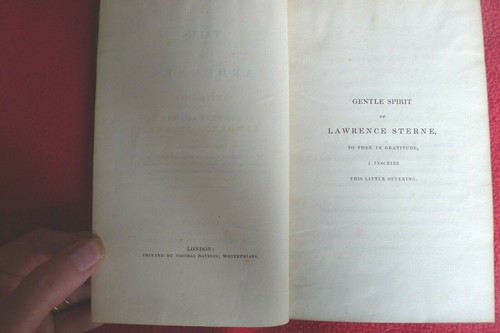 LONDON:
PRINTED BY THOMAS DAVISON, WHITEFRIARS.
GENTLE SPIRIT
OF
LAWRENCE STERNE,
TO THEE IN GRATITUDE,
I INSCRIBE
THIS LITTLE OFFERING.